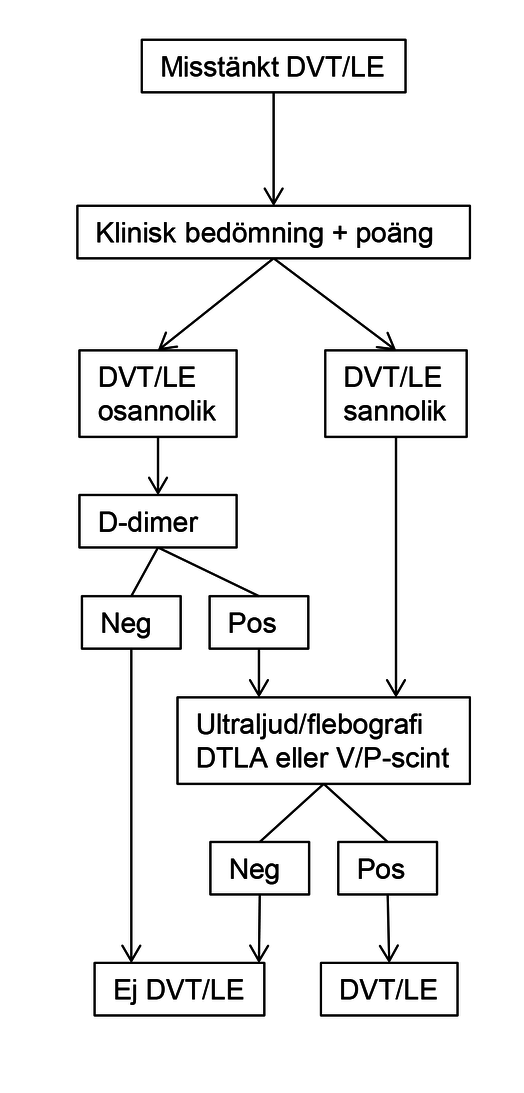 Misstänkt DVT/LE
Klinisk bedömning + poäng
DVT/LE
osannolik
DVT/LE
sannolik
D-dimer
Neg
Pos
Ultraljud/flebografi
DTLA eller V/P-scint
Neg
Pos
Ej DVT/LE
DVT/LE